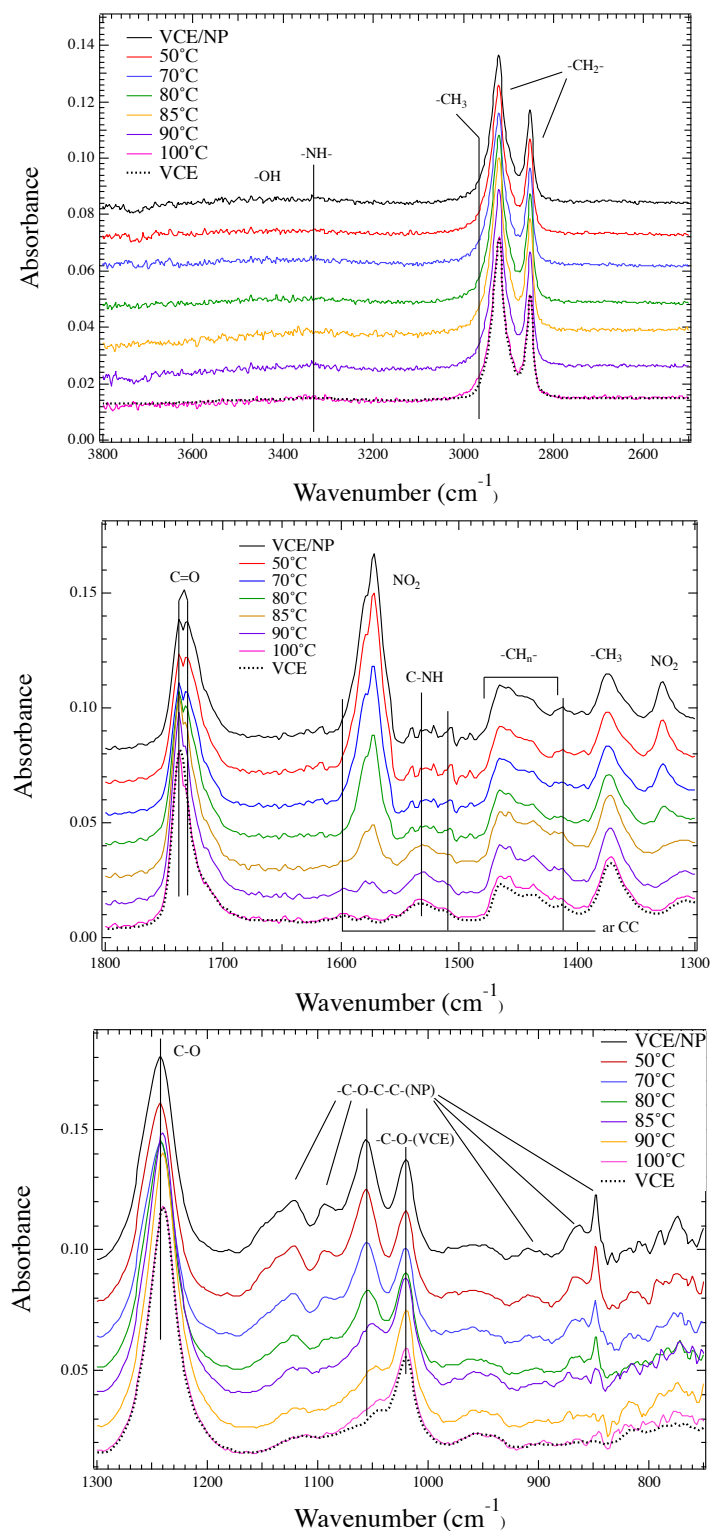 VCE/NP
50˚C
70˚C
80˚C
85˚C
90˚C
100˚C
VCE
-CH3
-CH2-
-OH
-NH-
0.14
0.12
0.10
0.08
0.06
0.04
0.02
0.00
Absorbance
3800
3600
3400
3200
3000
2800
2600
Wavenumber (cm-1)
C=O
VCE/NP
50˚C
70˚C
80˚C
85˚C
90˚C
100˚C
VCE
NO2
C-NH
-CHn-
-CH3
NO2
ar CC
0.15
0.10
0.05
0.00
Absorbance
1800
1700
1600
1500
1400
1300
Wavenumber (cm-1)
C-O
-C-O-C-C-(NP)
-C-O-(VCE)
VCE/NP
50˚C
70˚C
80˚C
85˚C
90˚C
100˚C
VCE
0.15
0.10
0.05
Absorbance
1300
1200
1100
1000
900
800
Wavenumber (cm-1)